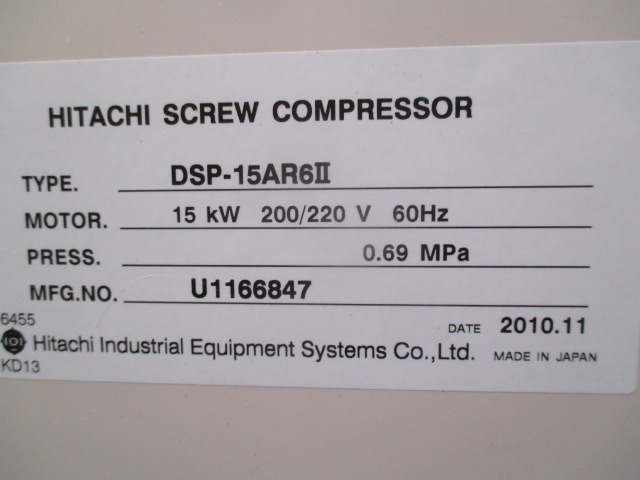 HITACHI SCREW COMPRESSOR
TYPE. DSP-15AR6Ⅱ
MOTOR. 15 kW 200/220 V 60Hz
PRESS. 0.69 MPa
MFG.NO. U1166847
6455
DATE 2010.11
Hitachi Industrial Equipment Systems Co.,Ltd. MADE IN JAPAN
KD13